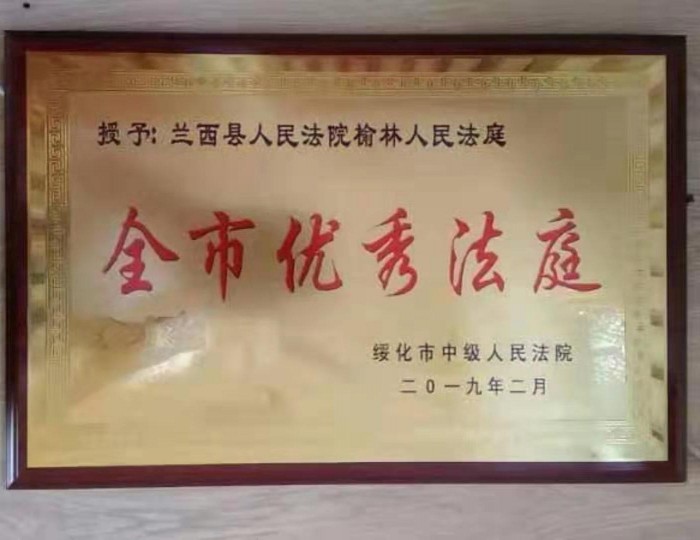 授予：兰西县人民法院榆林人民法庭
全市优秀法庭
绥化市中级人民法院
二0一九年二月